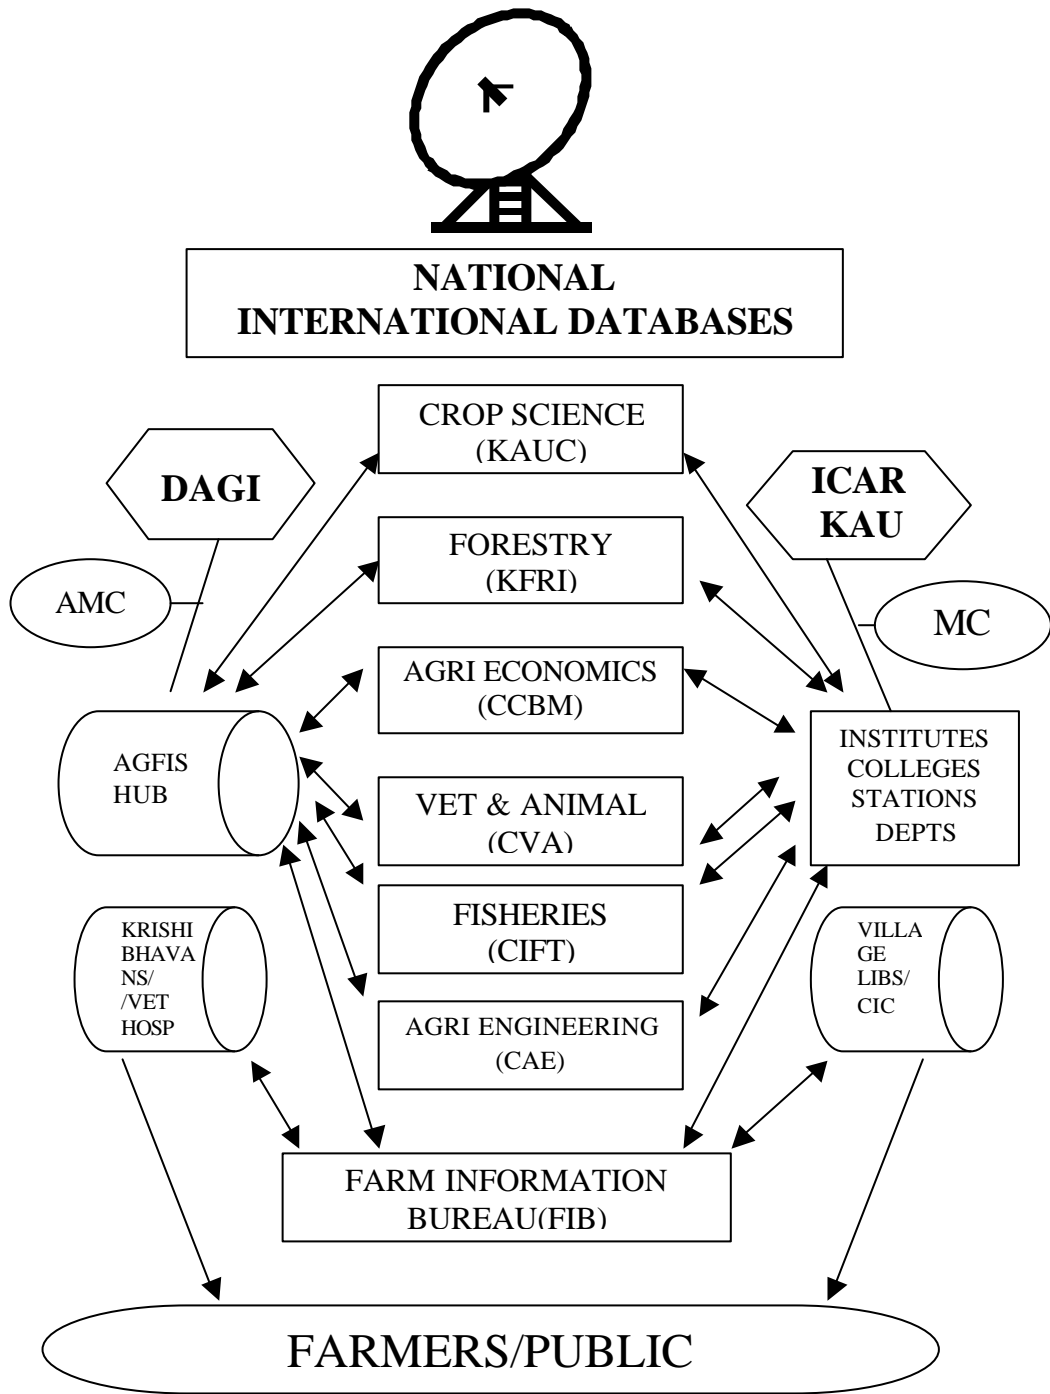 NATIONAL
INTERNATIONAL DATABASES
CROP SCIENCE
(KAUC)
DAGI
ICAR
KAU
FORESTRY
(KFRI)
AMC
MC
AGRI ECONOMICS
(CCBM)
AGFIS
HUB
INSTITUTES
COLLEGES
STATIONS
DEPTS
VET & ANIMAL
(CVA)
FISHERIES
(CIFT)
KRISHI
BHAVA
NS/
/VET
HOSP
VILLA
GE
LIBS/
CIC
AGRI ENGINEERING
(CAE)
FARM INFORMATION
BUREAU(FIB)
FARMERS/PUBLIC